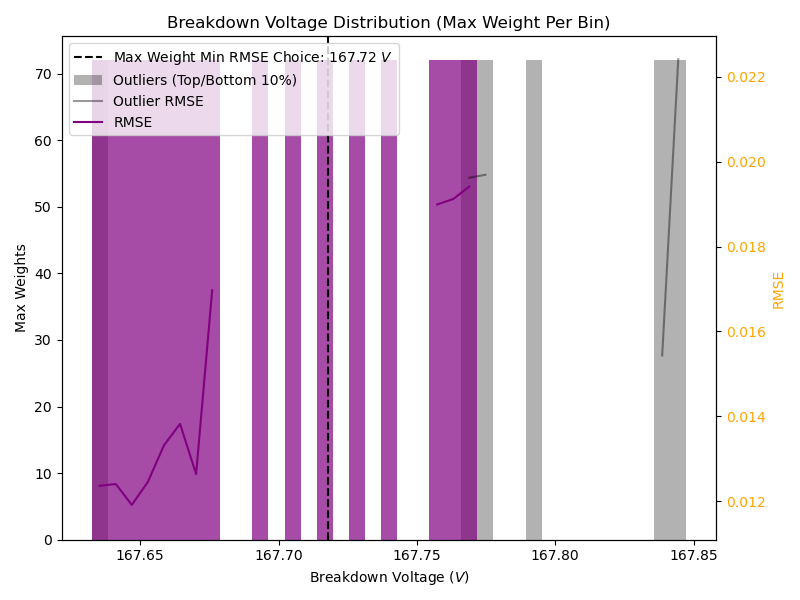 Breakdown Voltage Distribution (Max Weight Per Bin)
Max Weight Min RMSE Choice: 167.72 V
Outliers (Top/Bottom 10%)
Outlier RMSE
RMSE
Max Weights
70
60
50
40
30
20
10
0
0.022
0.020
0.018
0.016
0.014
0.012
RMSE
167.65
167.70
167.75
167.80
167.85
Breakdown Voltage (V)